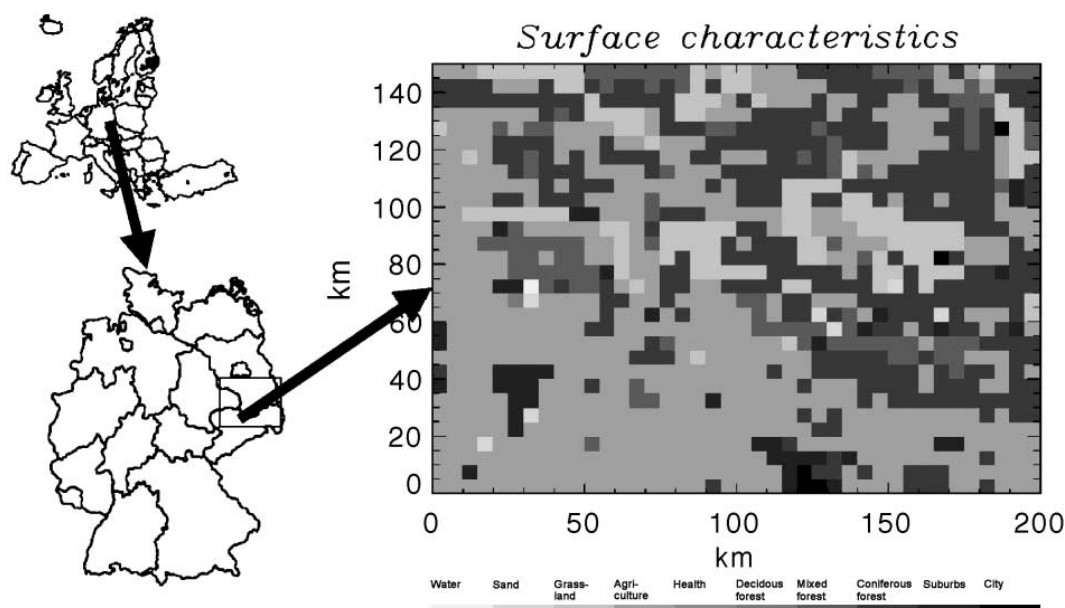 Surface characteristics
140
120
100
80
60
40
20
0
km
0 50 100 150 200
km
Water Sand Grass- Agri- Health Decidous Mixed Coniferous Suburbs City
land culture forest forest forest